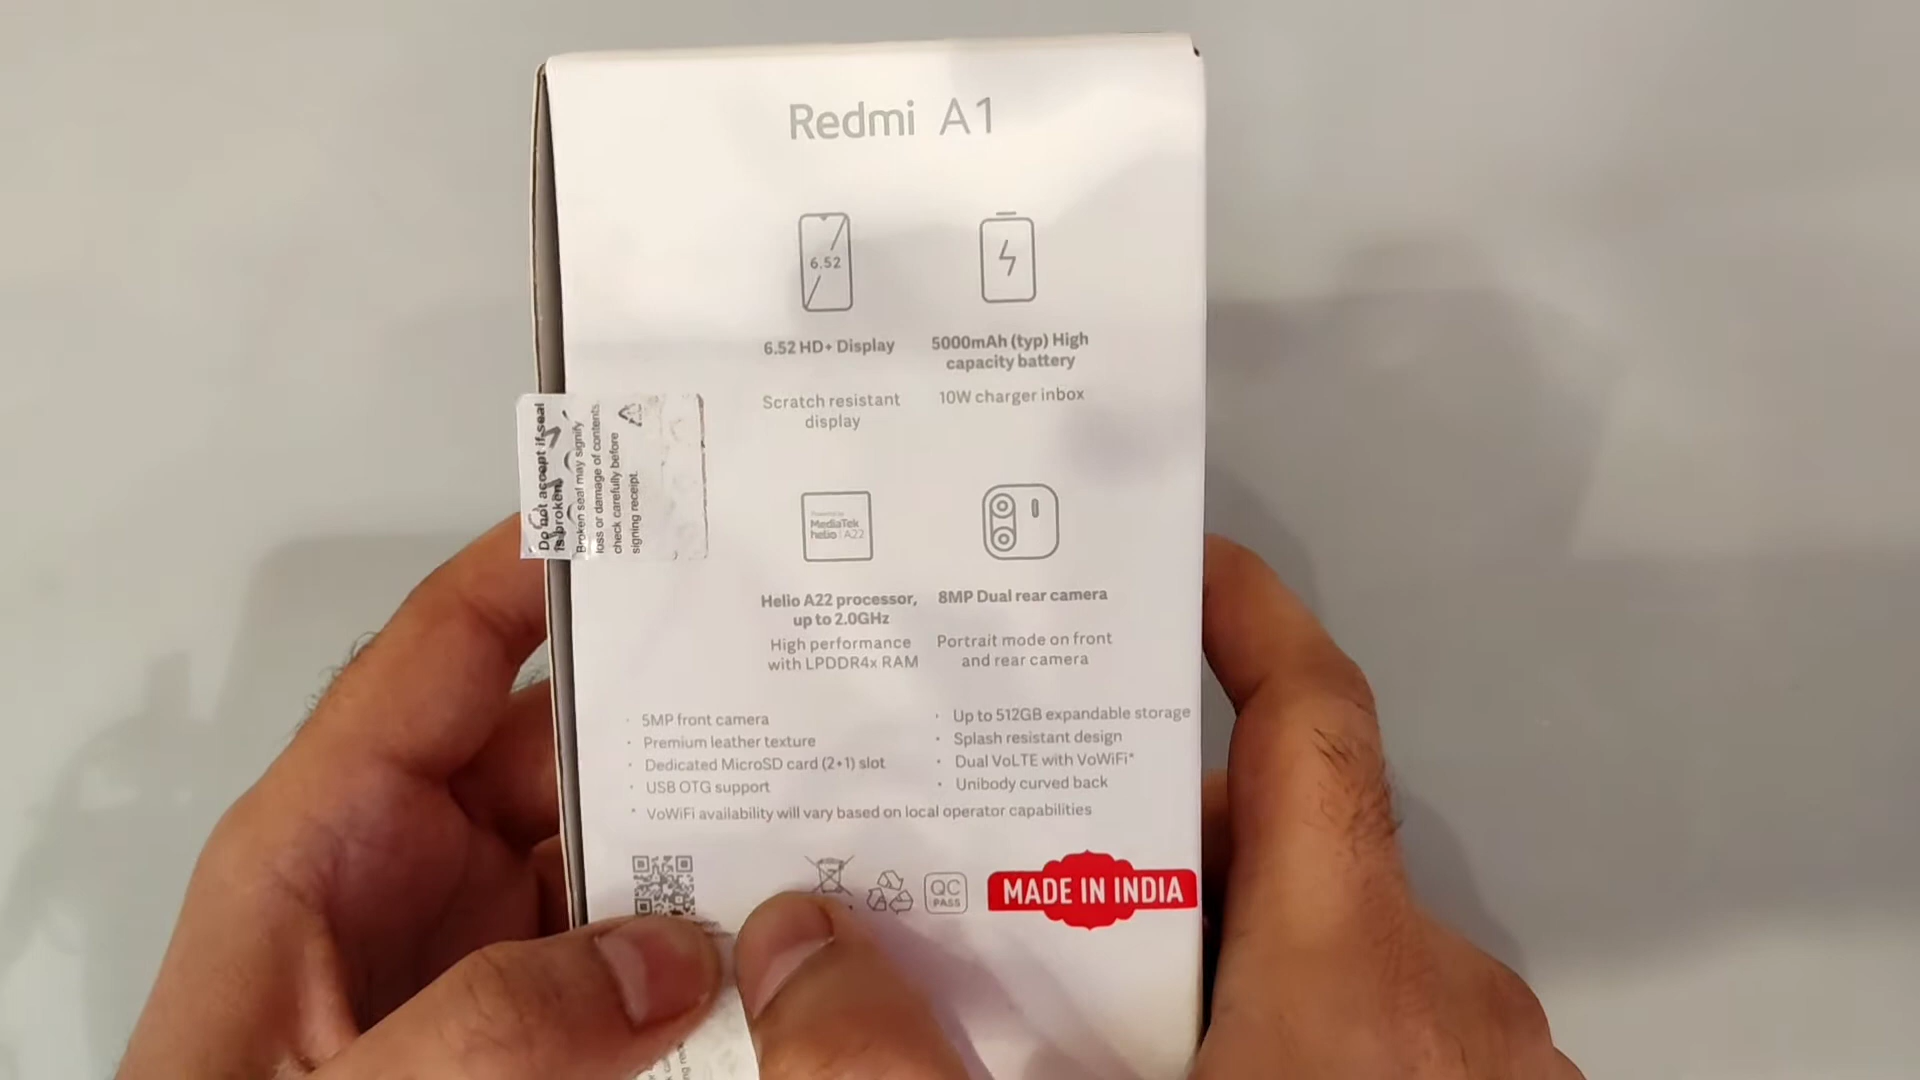 Redmi A1
6.52
6.52 HD+ Display
Scratch resistant
display
5000mAh (typ) High
capacity battery
10W charger inbox
Powered by
MediaTek
helio | A22
Helio A22 processor,
up to 2.0GHz
High performance
with LPDDR4x RAM
8MP Dual rear camera
Portrait mode on front
and rear camera
· 5MP front camera
· Premium leather texture
· Dedicated MicroSD card (2+1) slot
· USB OTG support
· Up to 512GB expandable storage
· Splash resistant design
· Dual VoLTE with VoWiFi*
· Unibody curved back
* VoWiFi availability will vary based on local operator capabilities
QC
PASS
MADE IN INDIA
Do not accept if seal
is broken
Broken seal may signify
loss or damage of contents
check carefully before
signing receipt.